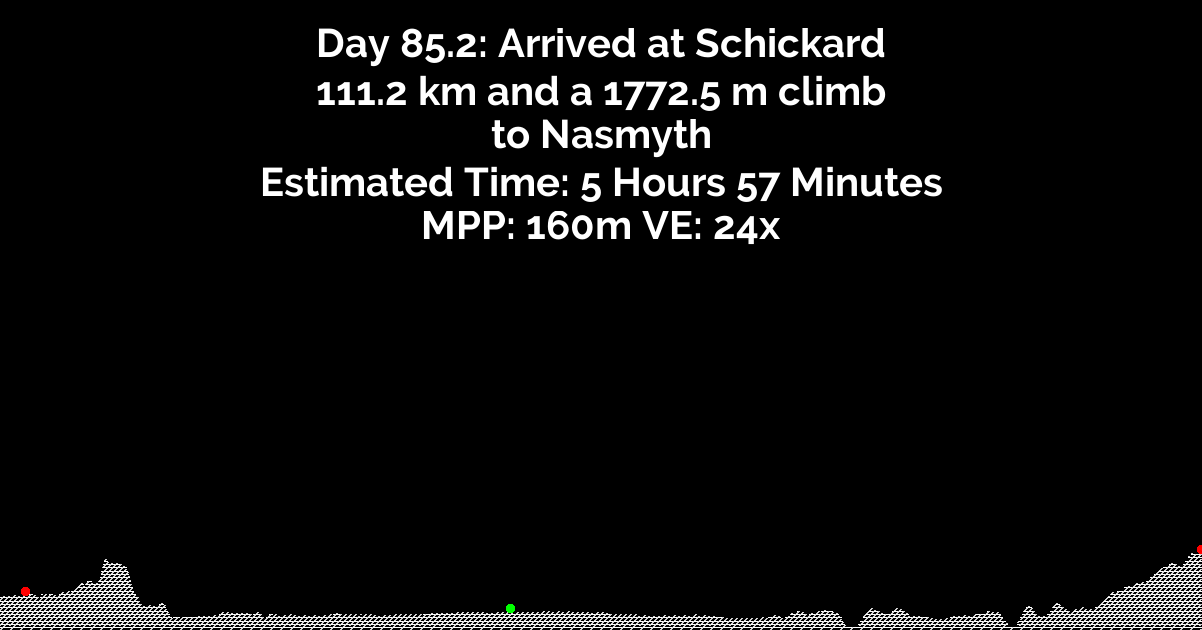 Day 85.2: Arrived at Schickard
111.2 km and a 1772.5 m climb
to Nasmyth
Estimated Time: 5 Hours 57 Minutes
MPP: 160m VE: 24x